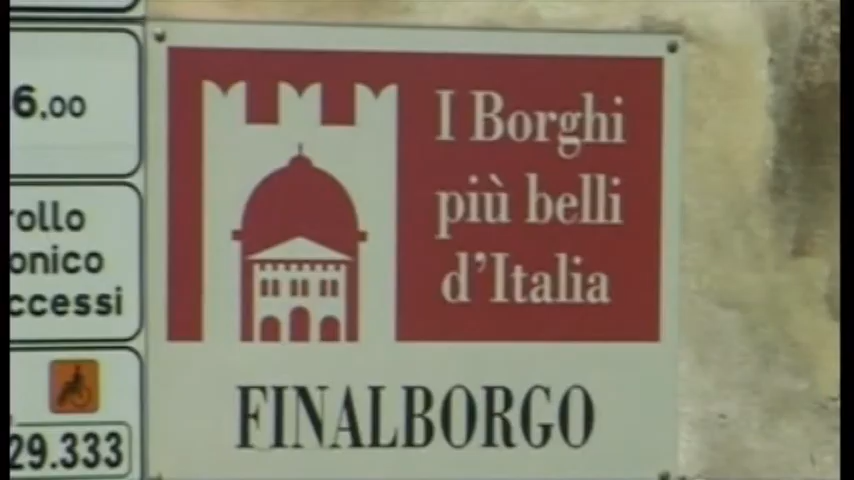 6,00
rollo
onico
ccessi
29.333
I Borghi
più belli
d'Italia
FINALBORGO